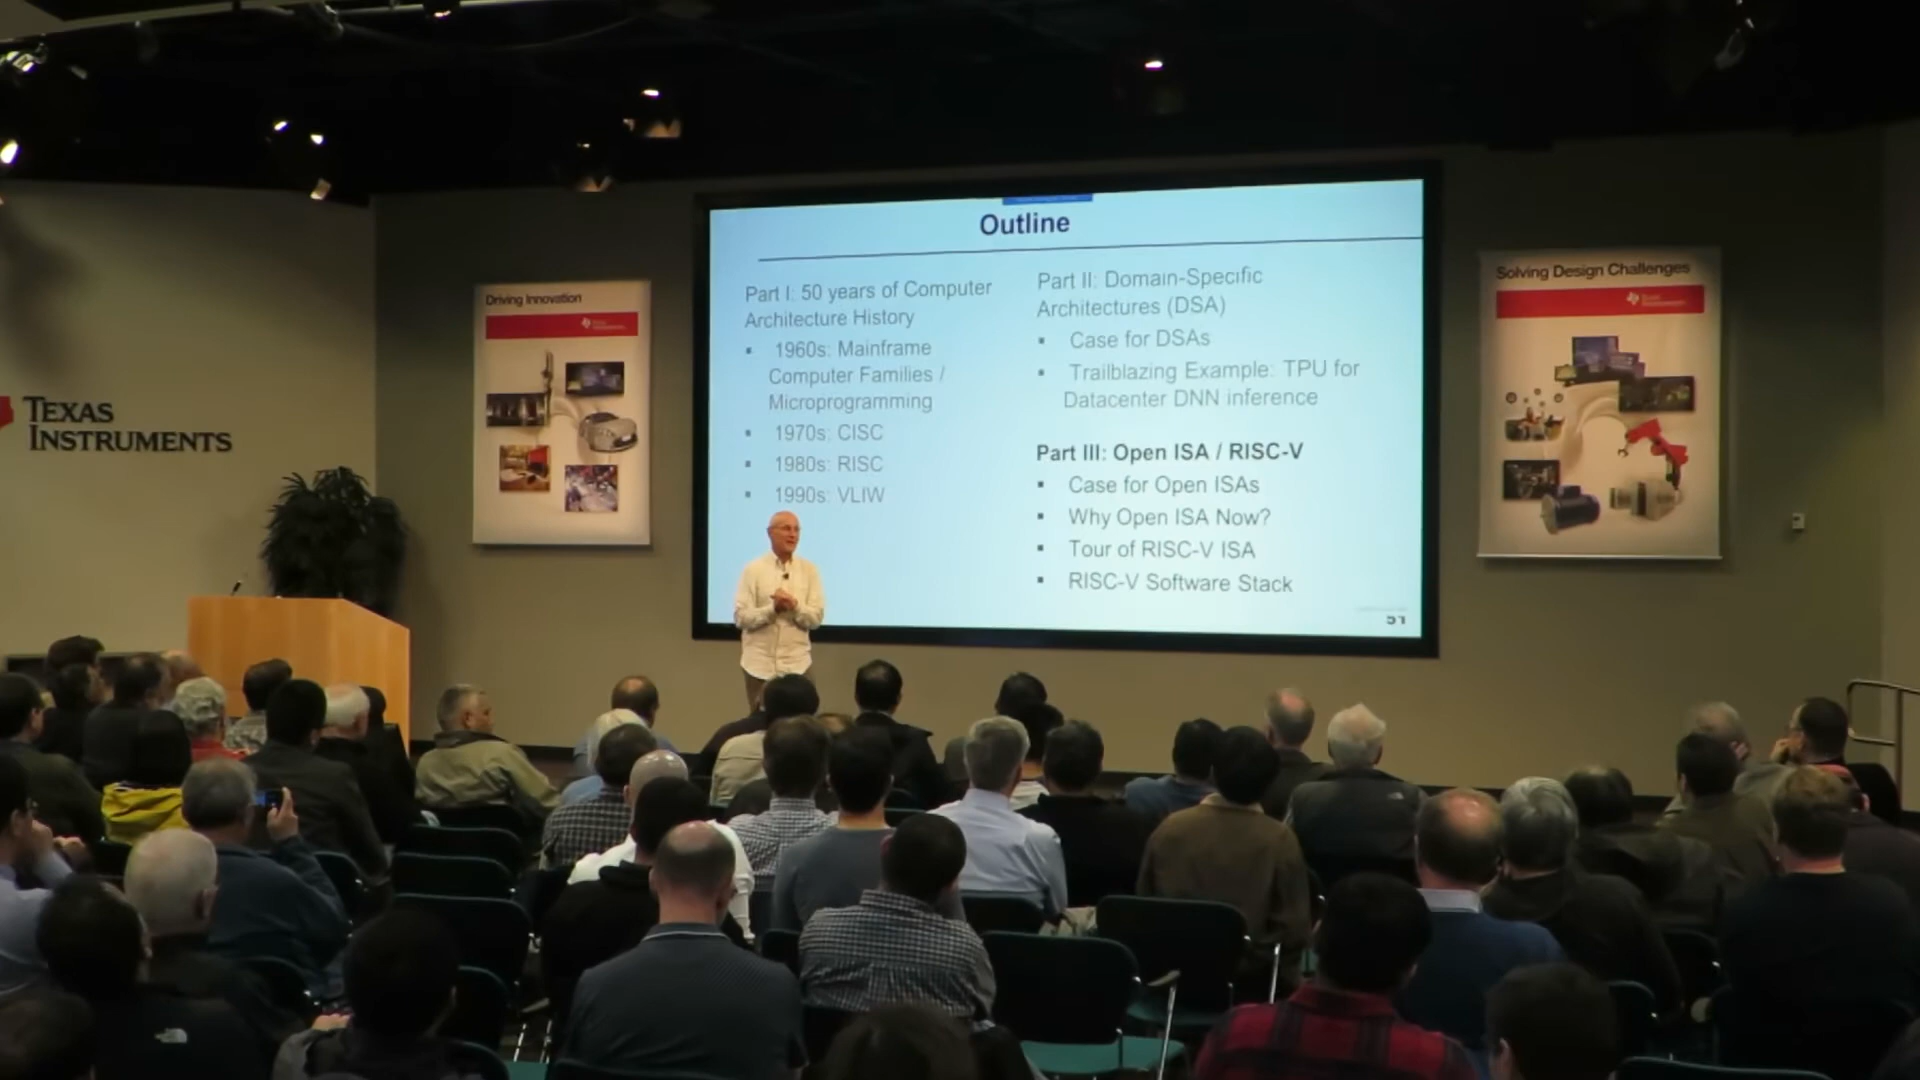 Outline
Part I: 50 years of Computer
Architecture History
▪ 1960s: Mainframe
Computer Families /
Microprogramming
▪ 1970s: CISC
▪ 1980s: RISC
▪ 1990s: VLIW
Part II: Domain-Specific
Architectures (DSA)
▪ Case for DSAs
▪ Trailblazing Example: TPU for
Datacenter DNN inference
Part III: Open ISA / RISC-V
▪ Case for Open ISAs
▪ Why Open ISA Now?
▪ Tour of RISC-V ISA
▪ RISC-V Software Stack
51
Driving Innovation
Solving Design Challenges
TEXAS
INSTRUMENTS